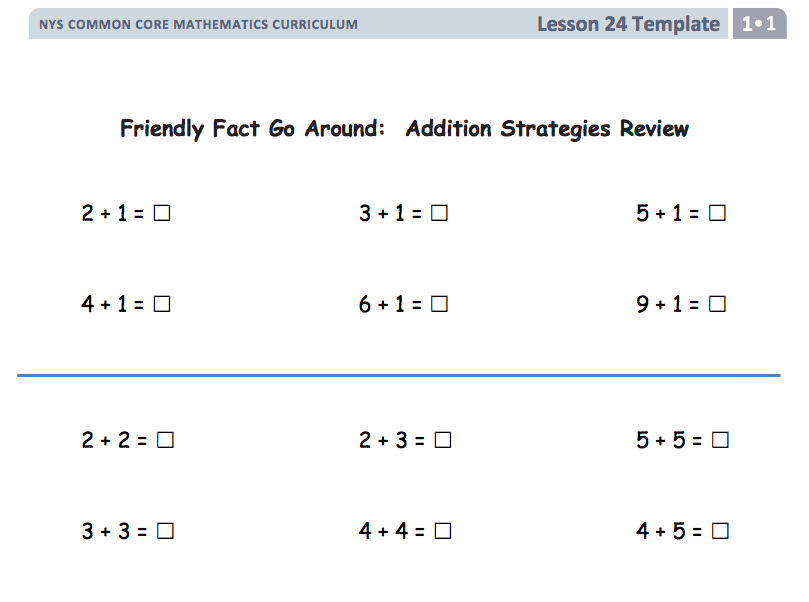 NYS COMMON CORE MATHEMATICS CURRICULUM Lesson 24 Template 1•1
Friendly Fact Go Around: Addition Strategies Review
2 + 1 = □ 3 + 1 = □ 5 + 1 = □
4 + 1 = □ 6 + 1 = □ 9 + 1 = □
2 + 2 = □ 2 + 3 = □ 5 + 5 = □
3 + 3 = □ 4 + 4 = □ 4 + 5 = □